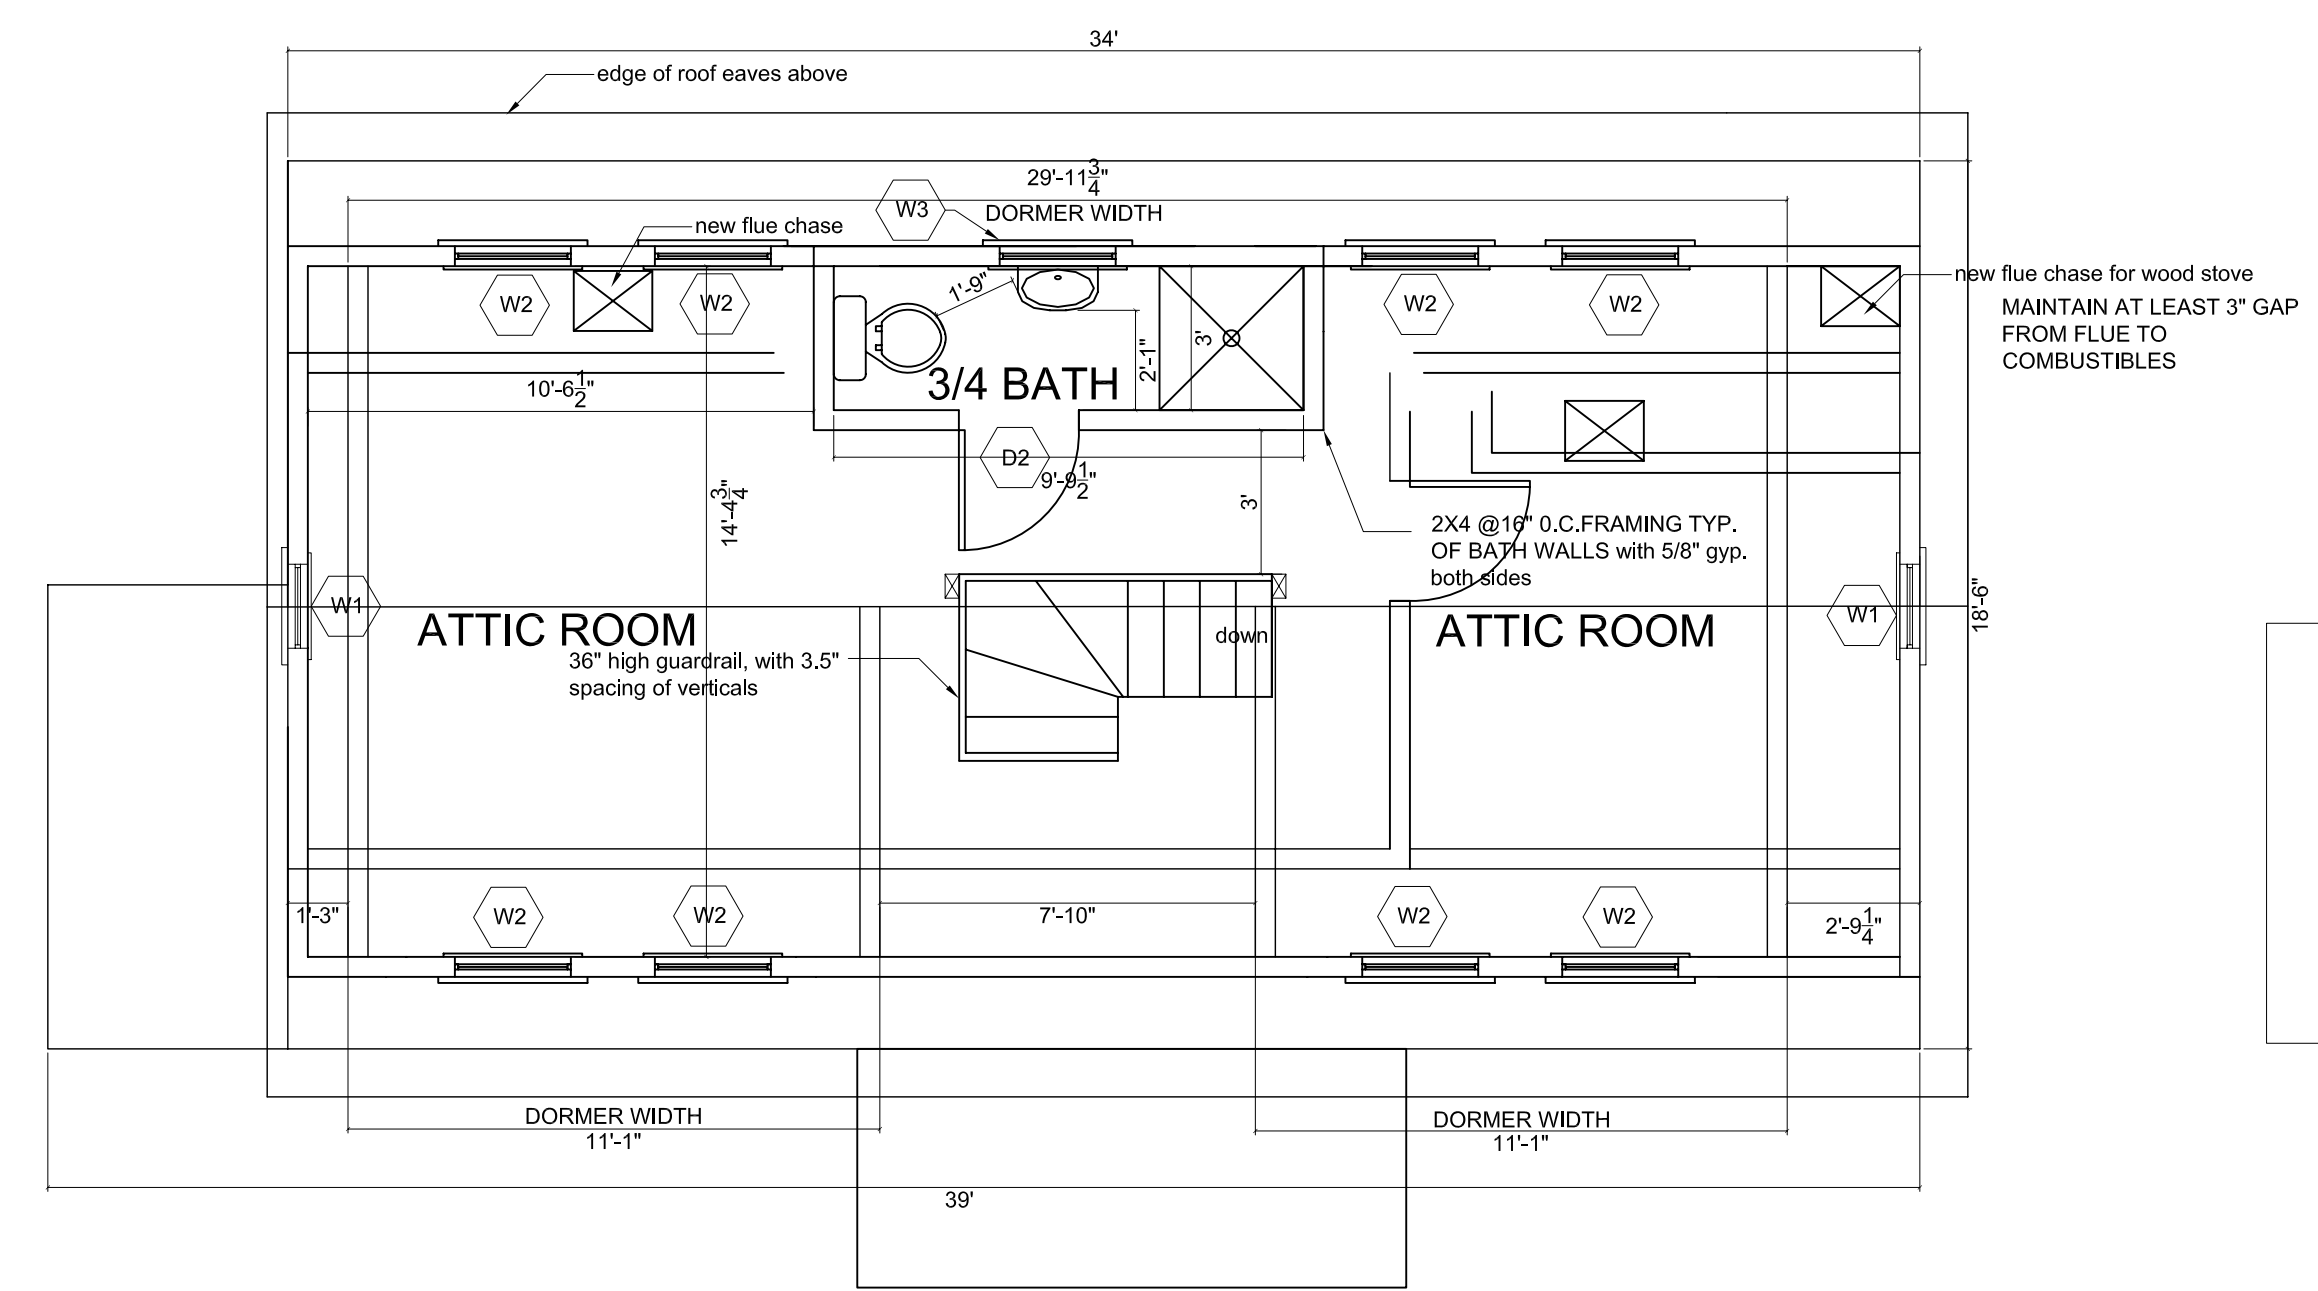 34'
edge of roof eaves above
29'-11 3/4"
DORMER WIDTH
W3
new flue chase
W2
W2
1'-9"
W2
W2
new flue chase for wood stove
MAINTAIN AT LEAST 3" GAP
FROM FLUE TO
COMBUSTIBLES
3'
2'-1"
3/4 BATH
10'-6 1/2"
D2
9'-9 1/2"
14'-4 3/4"
3'
2X4 @16" 0.C.FRAMING TYP.
OF BATH WALLS with 5/8" gyp.
both sides
W1
ATTIC ROOM
36" high guardrail, with 3.5"
spacing of verticals
down
ATTIC ROOM
W1
18'-6"
1'-3"
W2
W2
7'-10"
W2
W2
2'-9 1/4"
DORMER WIDTH
11'-1"
DORMER WIDTH
11'-1"
39'